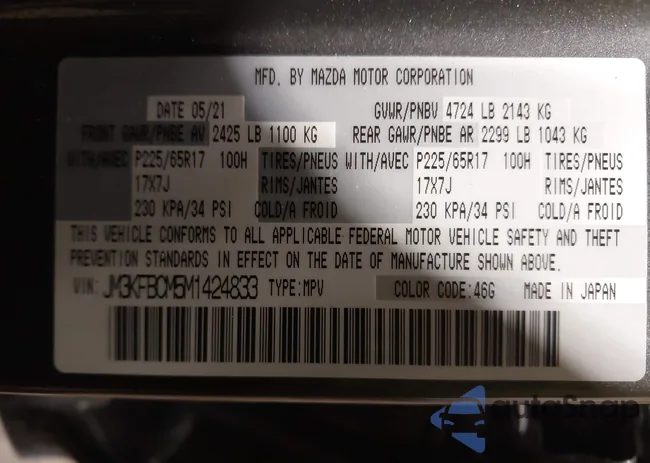 MFD. BY MAZDA MOTOR CORPORATION
DATE 05/21 GVWR/PNBV 4724 LB 2143 KG
FRONT GAWR/PNBE AV 2425 LB 1100 KG REAR GAWR/PNBE AR 2299 LB 1043 KG
WITH/AVEC P225/65R17 100H TIRES/PNEUS WITH/AVEC P225/65R17 100H TIRES/PNEUS
17X7J RIMS/JANTES 17X7J RIMS/JANTES
230 KPA/34 PSI COLD/A FROID 230 KPA/34 PSI COLD/A FROID
THIS VEHICLE CONFORMS TO ALL APPLICABLE FEDERAL MOTOR VEHICLE SAFETY AND THEFT
PREVENTION STANDARDS IN EFFECT ON THE DATE OF MANUFACTURE SHOWN ABOVE.
VIN: JM3KFBCM5M1424833 TYPE:MPV COLOR CODE:46G MADE IN JAPAN
autoSnap